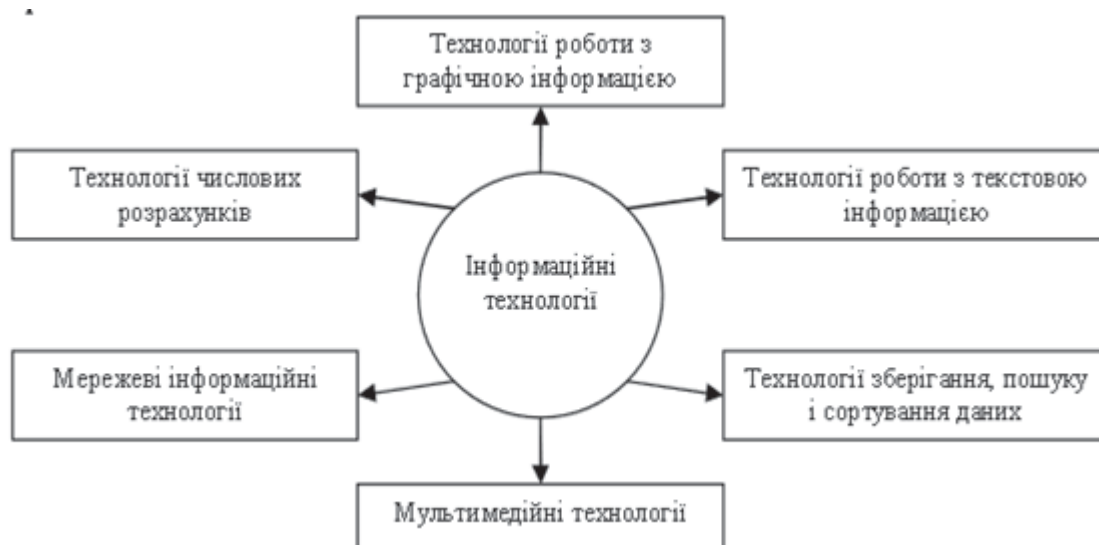 Технології роботи з
графічною інформацією
Технології числових
розрахунків
Технології роботи з текстовою
інформацією
Інформаційні
технології
Мережеві інформаційні
технології
Технології зберігання, пошуку
і сортування даних
Мультимедійні технології